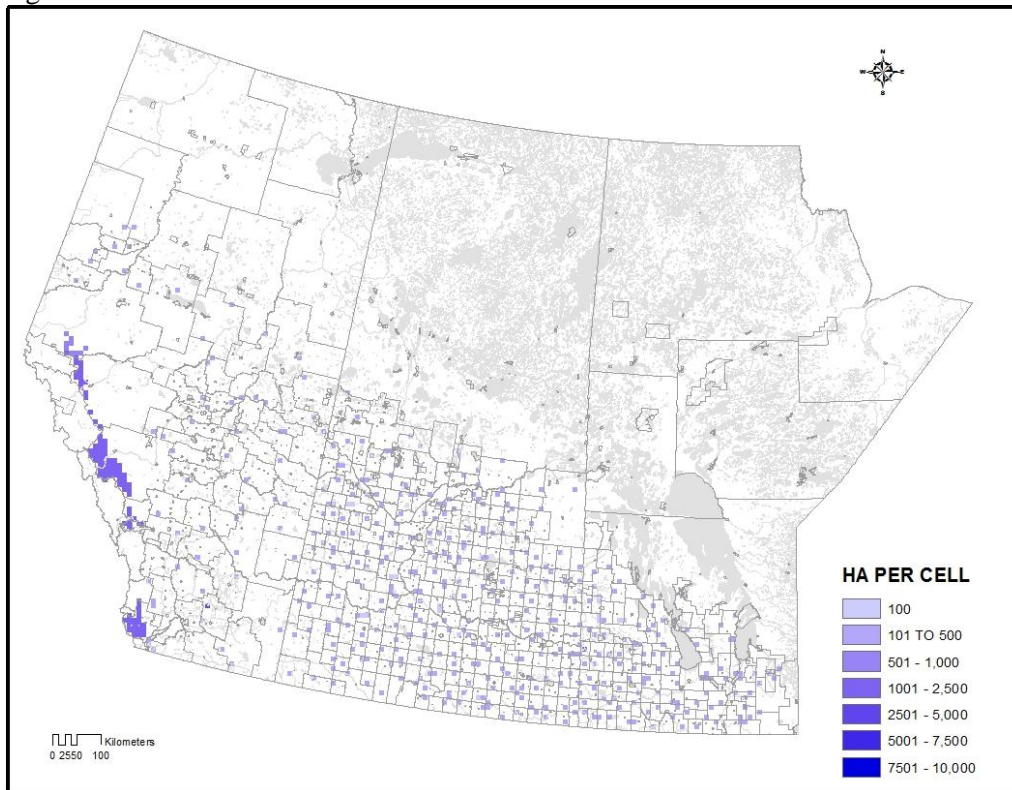 N
W E
S
HA PER CELL
100
101 TO 500
501 - 1,000
1001 - 2,500
2501 - 5,000
5001 - 7,500
7501 - 10,000
Kilometers
0 2550 100